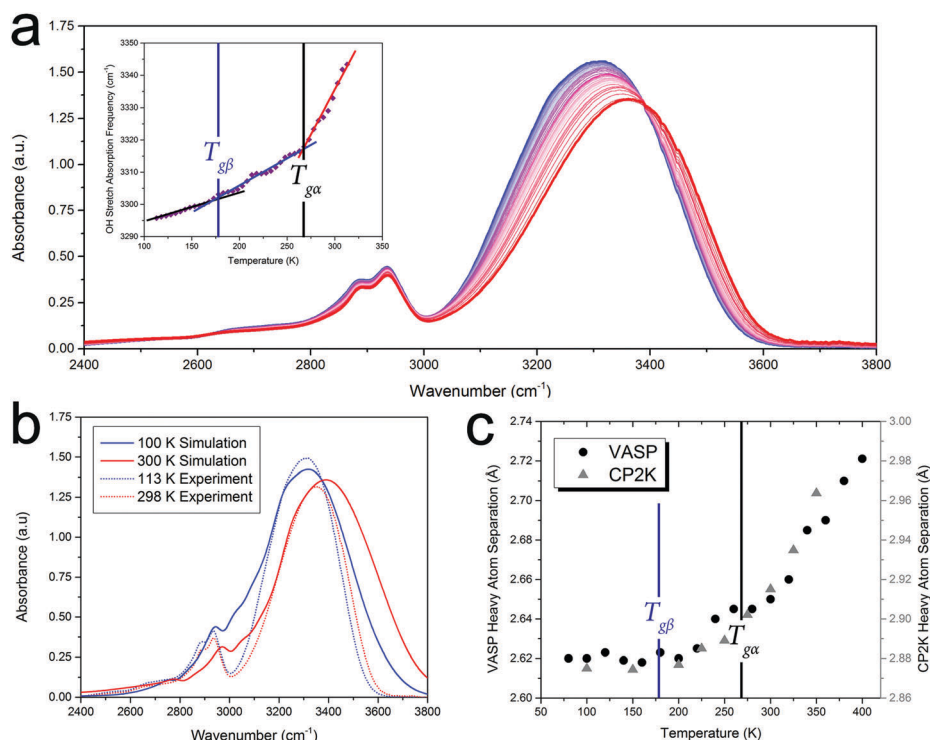 a
Absorbance (a.u.)
1.75
1.50
1.25
1.00
0.75
0.50
0.25
0.00
2400 2600 2800 3000 3200 3400 3600 3800
Wavenumber (cm⁻¹)
OH Stretch Absorption Frequency (cm⁻¹)
3350
3340
3330
3320
3310
3300
3290
100 150 200 250 300 350
Temperature (K)
Tgβ
Tgα
b
Absorbance (a.u)
1.75
1.50
1.25
1.00
0.75
0.50
0.25
0.00
100 K Simulation
300 K Simulation
113 K Experiment
298 K Experiment
2400 2600 2800 3000 3200 3400 3600 3800
Wavenumber (cm⁻¹)
c
VASP Heavy Atom Separation (Å)
2.74
2.72
2.70
2.68
2.66
2.64
2.62
2.60
VASP
CP2K
Tgβ
Tgα
3.00
2.98
2.96
2.94
2.92
2.90
2.88
2.86
CP2K Heavy Atom Separation (Å)
50 100 150 200 250 300 350 400
Temperature (K)